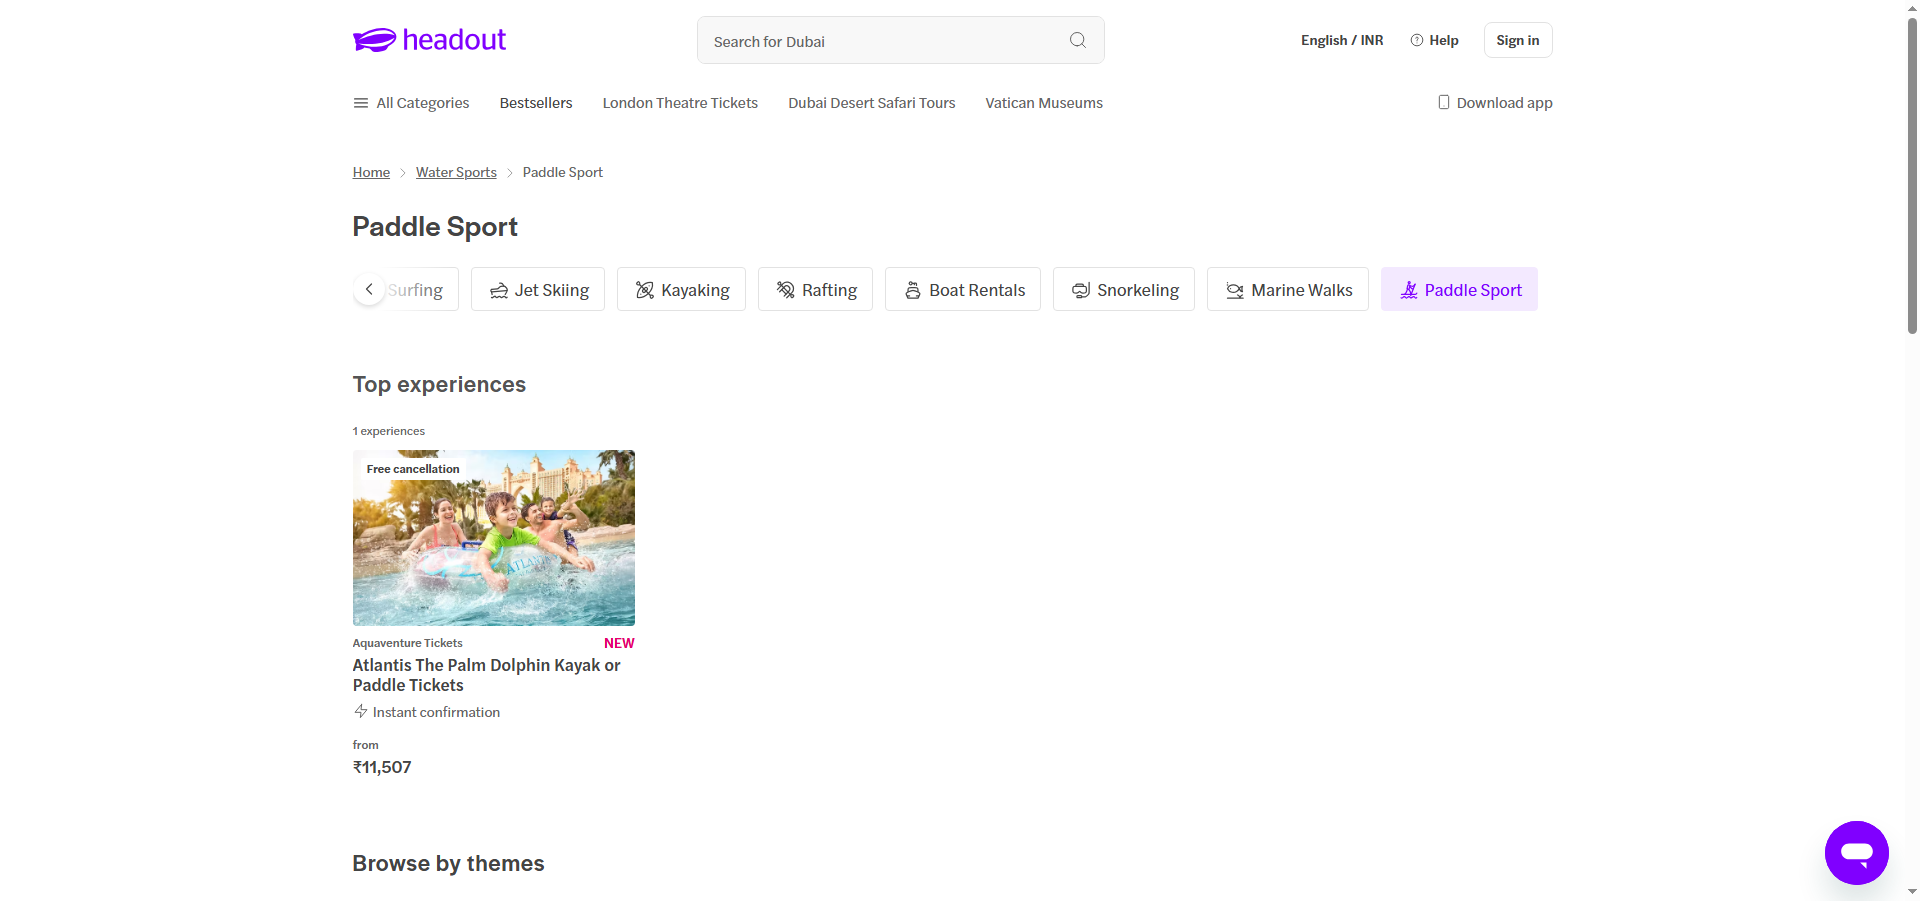 headout
Search for Dubai
English / INR
Help
Sign in
All Categories
Bestsellers
London Theatre Tickets
Dubai Desert Safari Tours
Vatican Museums
Download app
Home
Water Sports
Paddle Sport
Paddle Sport
Surfing
Jet Skiing
Kayaking
Rafting
Boat Rentals
Snorkeling
Marine Walks
Paddle Sport
Top experiences
1 experiences
Free cancellation
Aquaventure Tickets
NEW
Atlantis The Palm Dolphin Kayak or
Paddle Tickets
Instant confirmation
from
₹11,507
Browse by themes